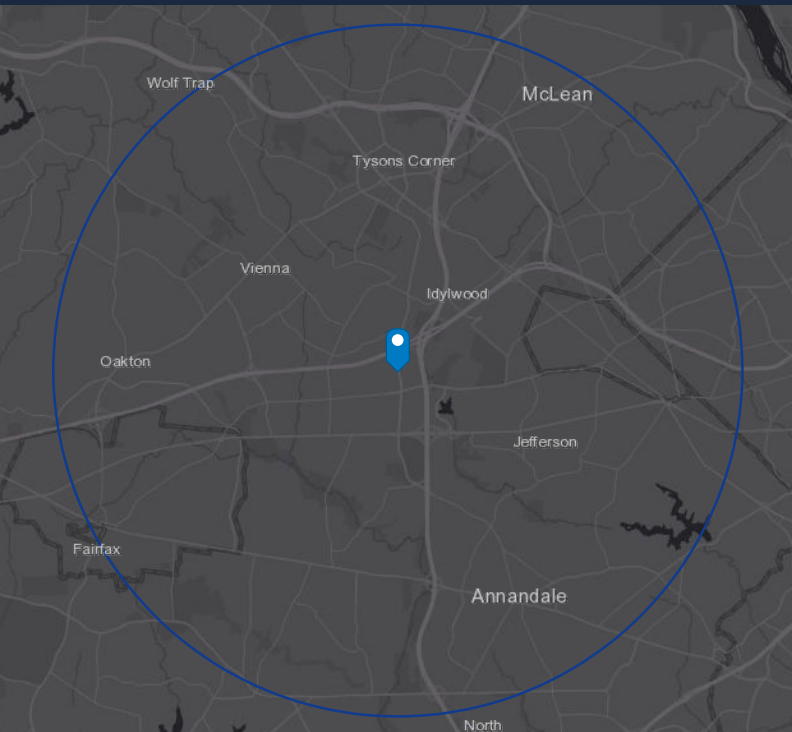 Wolf Trap
McLean
Tysons Corner
Vienna
Idylwood
Oakton
Jefferson
Fairfax
Annandale
North